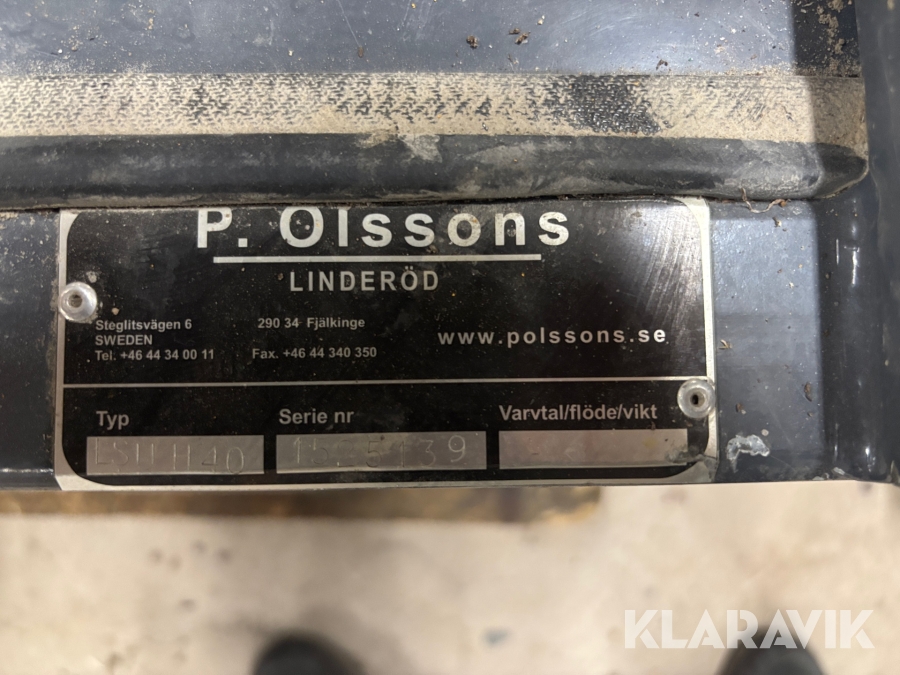 P. Olssons
LINDERÖD
Steglitsvägen 6 290 34 Fjälkinge
SWEDEN
Tel. +46 44 34 00 11 Fax. +46 44 340 350
www.polssons.se
Typ Serie nr Varvtal/flöde/vikt
KLARAVIK